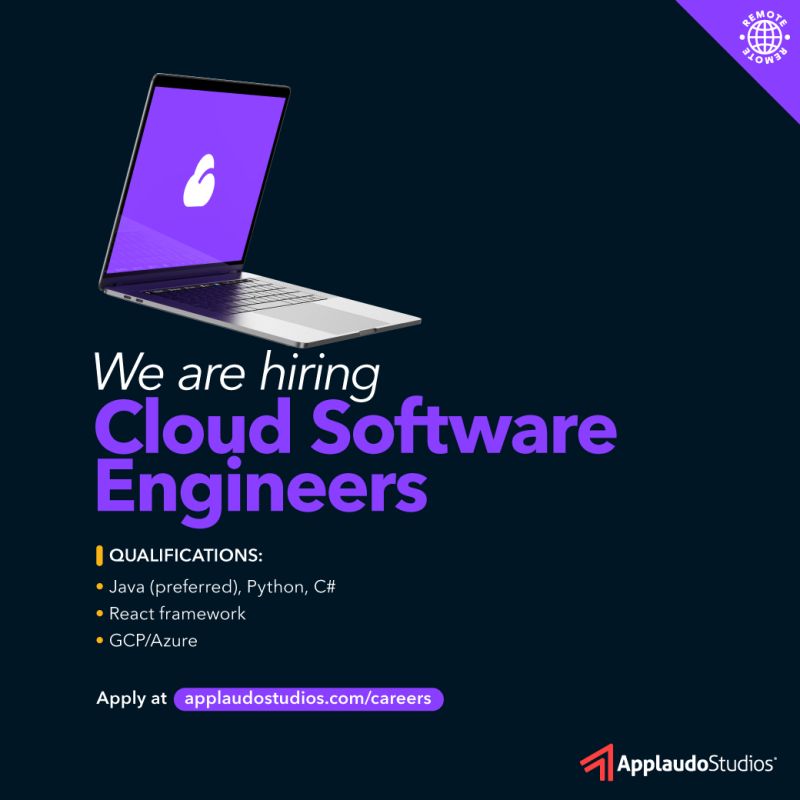 REMOTE
REMOTE
We are hiring
Cloud Software
Engineers
QUALIFICATIONS:
• Java (preferred), Python, C#
• React framework
• GCP/Azure
Apply at applaudostudios.com/careers
ApplaudoStudios